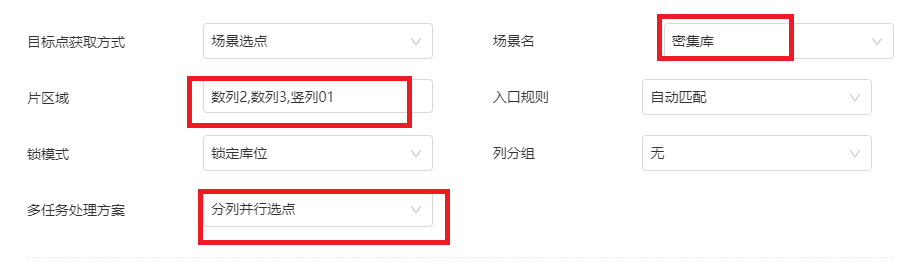 目标点获取方式 场景选点 场景名 密集库
片区域 数列2,数列3,竖列01 入口规则 自动匹配
锁模式 锁定库位 列分组 无
多任务处理方案 分列并行选点